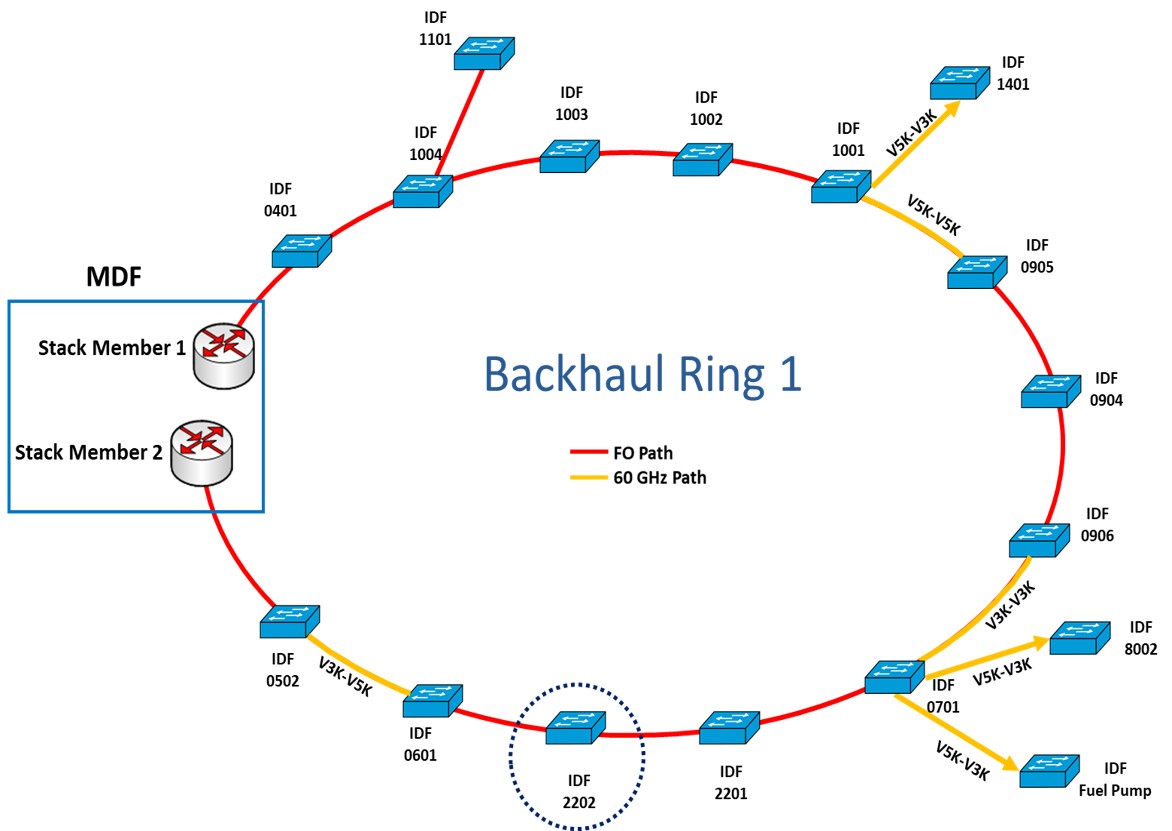 IDF
1101
IDF
1003
IDF
1002
IDF
1401
IDF
1004
IDF
1001
V5K-V3K
IDF
0401
V5K-V5K
IDF
0905
MDF
Stack Member 1
Backhaul Ring 1
IDF
0904
Stack Member 2
FO Path
60 GHz Path
IDF
0906
V3K-V3K
IDF
8002
V5K-V3K
IDF
0502
V3K-V5K
IDF
0701
IDF
0601
V5K-V3K
IDF
2202
IDF
2201
IDF
Fuel Pump